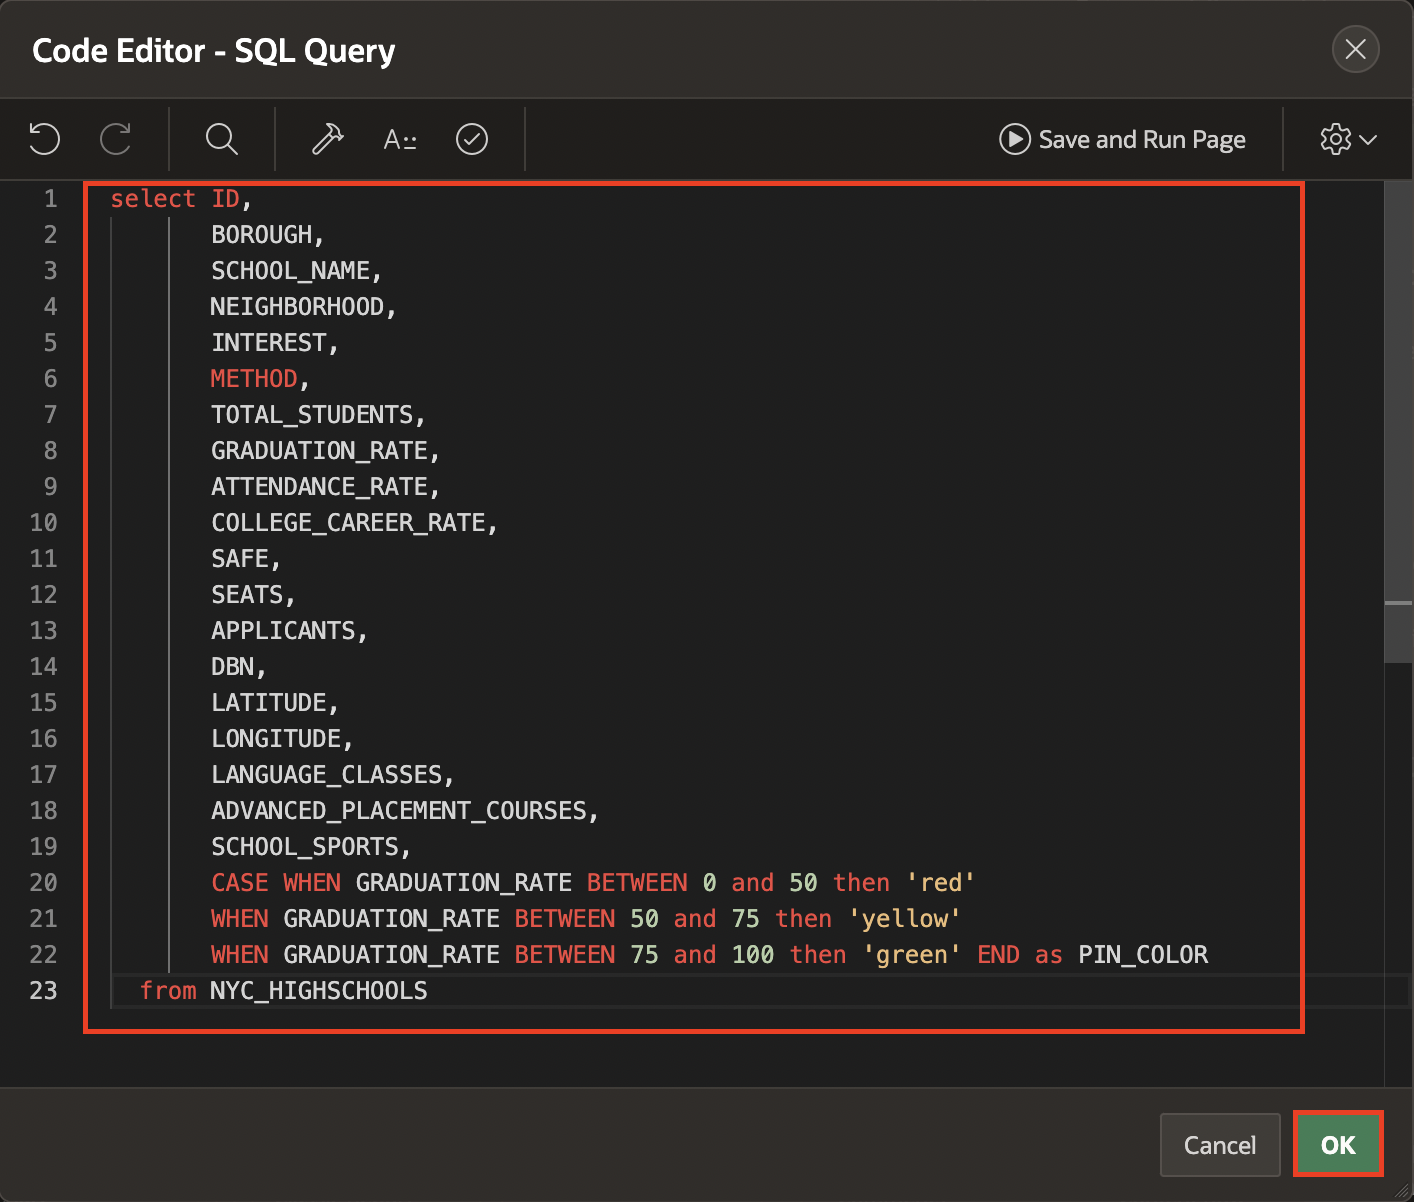 Code Editor - SQL Query
A
Save and Run Page
1 select ID,
2 BOROUGH,
3 SCHOOL_NAME,
4 NEIGHBORHOOD,
5 INTEREST,
6 METHOD,
7 TOTAL_STUDENTS,
8 GRADUATION_RATE,
9 ATTENDANCE_RATE,
10 COLLEGE_CAREER_RATE,
11 SAFE,
12 SEATS,
13 APPLICANTS,
14 DBN,
15 LATITUDE,
16 LONGITUDE,
17 LANGUAGE_CLASSES,
18 ADVANCED_PLACEMENT_COURSES,
19 SCHOOL_SPORTS,
20 CASE WHEN GRADUATION_RATE BETWEEN 0 and 50 then 'red'
21 WHEN GRADUATION_RATE BETWEEN 50 and 75 then 'yellow'
22 WHEN GRADUATION_RATE BETWEEN 75 and 100 then 'green' END as PIN_COLOR
23 from NYC_HIGHSCHOOLS
Cancel
OK